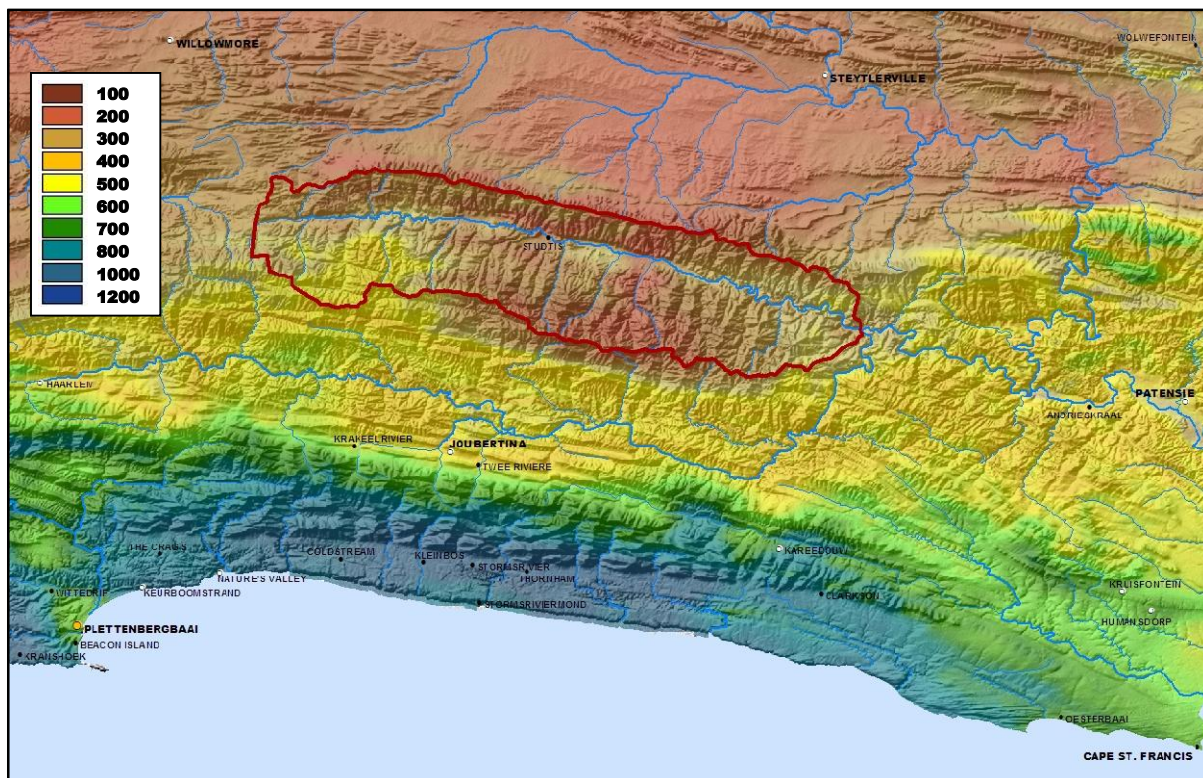 WILLOWMORE
WOLWEFONTEIN
STEYTLERVILLE
100
200
300
400
500
600
700
800
1000
1200
STUDTIS
HAARLEM
PATENSIE
ANDRIESKRAAL
KRAKEELRIVIER
JOUBERTINA
TWEE RIVIERE
THE CRAGS
COLDSTREAM
KLEINBOS
STORMSRIVIER
THORNHAM
KAREEDOUW
NATURE'S VALLEY
WITTEDRIF
KEURBOOMSTRAND
STORMSRIVIERMOND
CLARKSON
KRUISFONTEIN
HUMANSDORP
PLETTENBERGBAAI
BEACON ISLAND
KRANSHOEK
OESTERBAAI
CAPE ST. FRANCIS